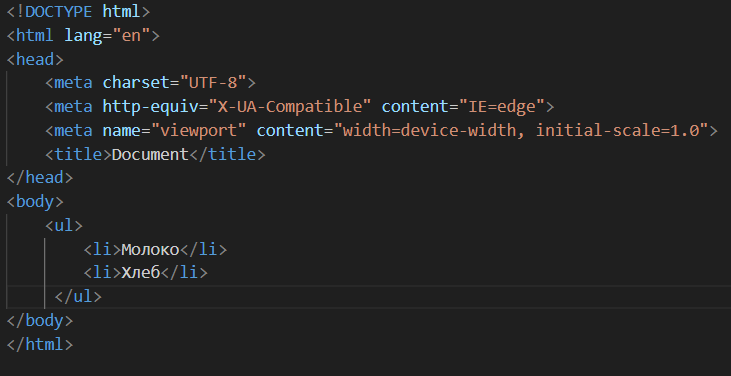 <!DOCTYPE html>
<html lang="en">
<head>
    <meta charset="UTF-8">
    <meta http-equiv="X-UA-Compatible" content="IE=edge">
    <meta name="viewport" content="width=device-width, initial-scale=1.0">
    <title>Document</title>
</head>
<body>
    <ul>
        <li>Молоко</li>
        <li>Хлеб</li>
     </ul>
</body>
</html>